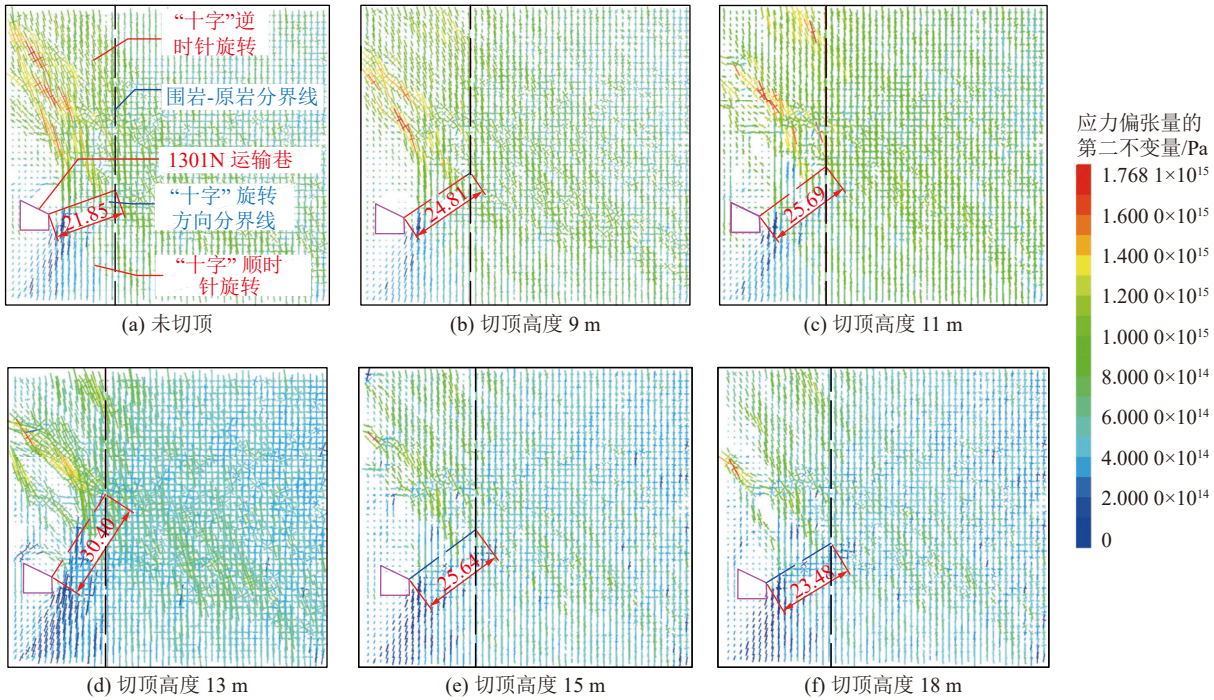 “十字”逆
时针旋转
围岩-原岩分界线
1301N 运输巷
“十字” 旋转
方向分界线
“十字” 顺时
针旋转
21.85
(a) 未切顶
24.81
(b) 切顶高度 9 m
25.69
(c) 切顶高度 11 m
30.40
(d) 切顶高度 13 m
25.64
(e) 切顶高度 15 m
23.48
(f) 切顶高度 18 m
应力偏张量的
第二不变量/Pa
1.768 1×10¹⁵
1.600 0×10¹⁵
1.400 0×10¹⁵
1.200 0×10¹⁵
1.000 0×10¹⁵
8.000 0×10¹⁴
6.000 0×10¹⁴
4.000 0×10¹⁴
2.000 0×10¹⁴
0